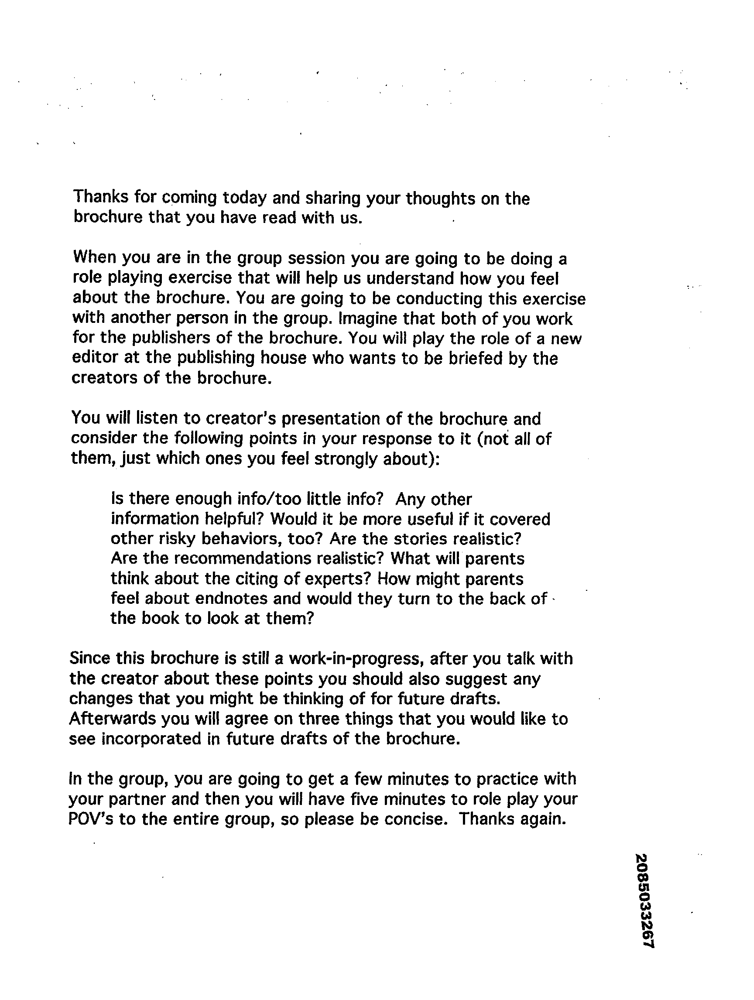 Thanks for coming today and sharing your thoughts on the
brochure that you have read with us.
When you are in the group session you are going to be doing a
role playing exercise that will help us understand how you feel
about the brochure. You are going to be conducting this exercise
with another person in the group. Imagine that both of you work
for the publishers of the brochure. You will play the role of a new
editor at the publishing house who wants to be briefed by the
creators of the brochure.
You will listen to creator's presentation of the brochure and
consider the following points in your response to it (not all of
them, just which ones you feel strongly about):
Is there enough info/too little info? Any other
information helpful? Would it be more useful if it covered
other risky behaviors, too? Are the stories realistic?
Are the recommendations realistic? What will parents
think about the citing of experts? How might parents
feel about endnotes and would they turn to the back of
the book to look at them?
Since this brochure is still a work-in-progress, after you talk with
the creator about these points you should also suggest any
changes that you might be thinking of for future drafts.
Afterwards you will agree on three things that you would like to
see incorporated in future drafts of the brochure.
In the group, you are going to get a few minutes to practice with
your partner and then you will have five minutes to role play your
POV's to the entire group, so please be concise. Thanks again.
2085033267